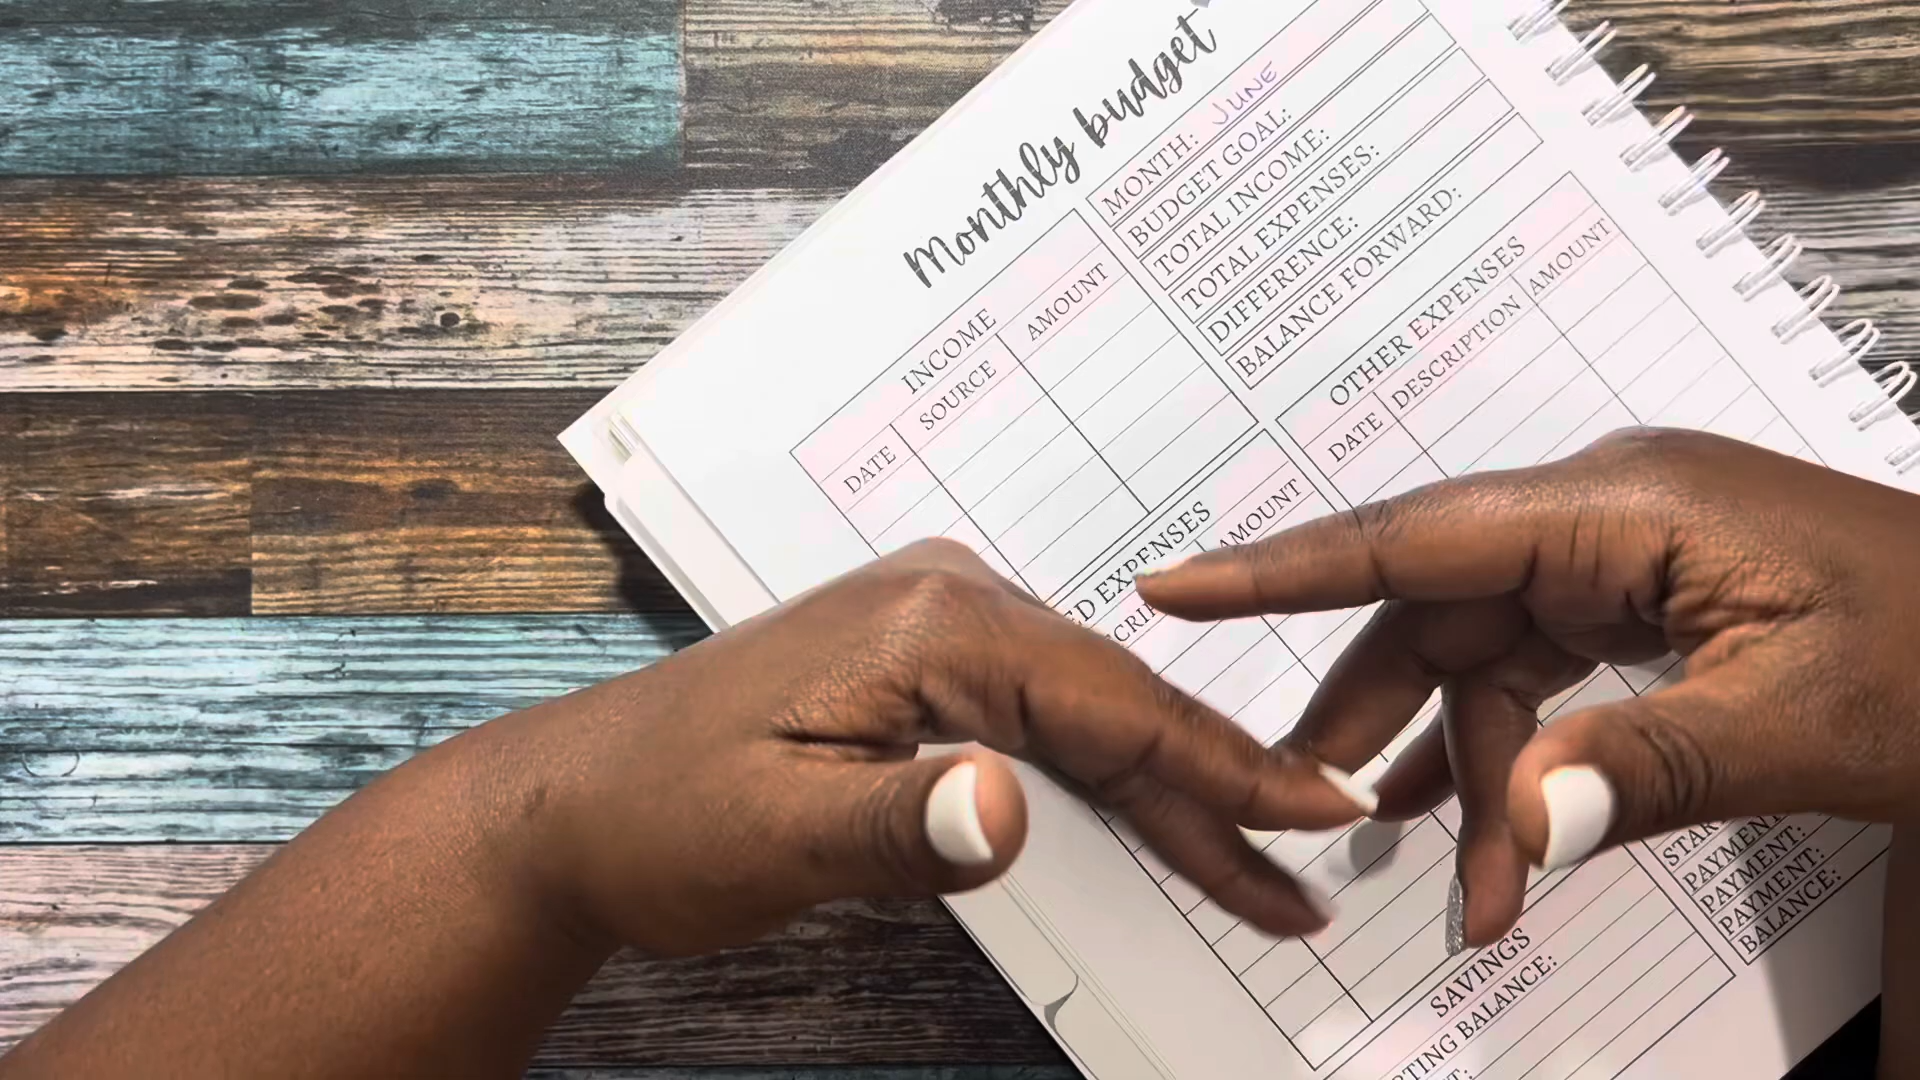 Monthly budget
MONTH: JUNE
BUDGET GOAL:
TOTAL INCOME:
TOTAL EXPENSES:
DIFFERENCE:
BALANCE FORWARD:
INCOME
DATE SOURCE AMOUNT
OTHER EXPENSES
DATE DESCRIPTION AMOUNT
EXPENSES
AMOUNT
PAYMENT:
PAYMENT:
PAYMENT:
BALANCE:
SAVINGS
BALANCE: